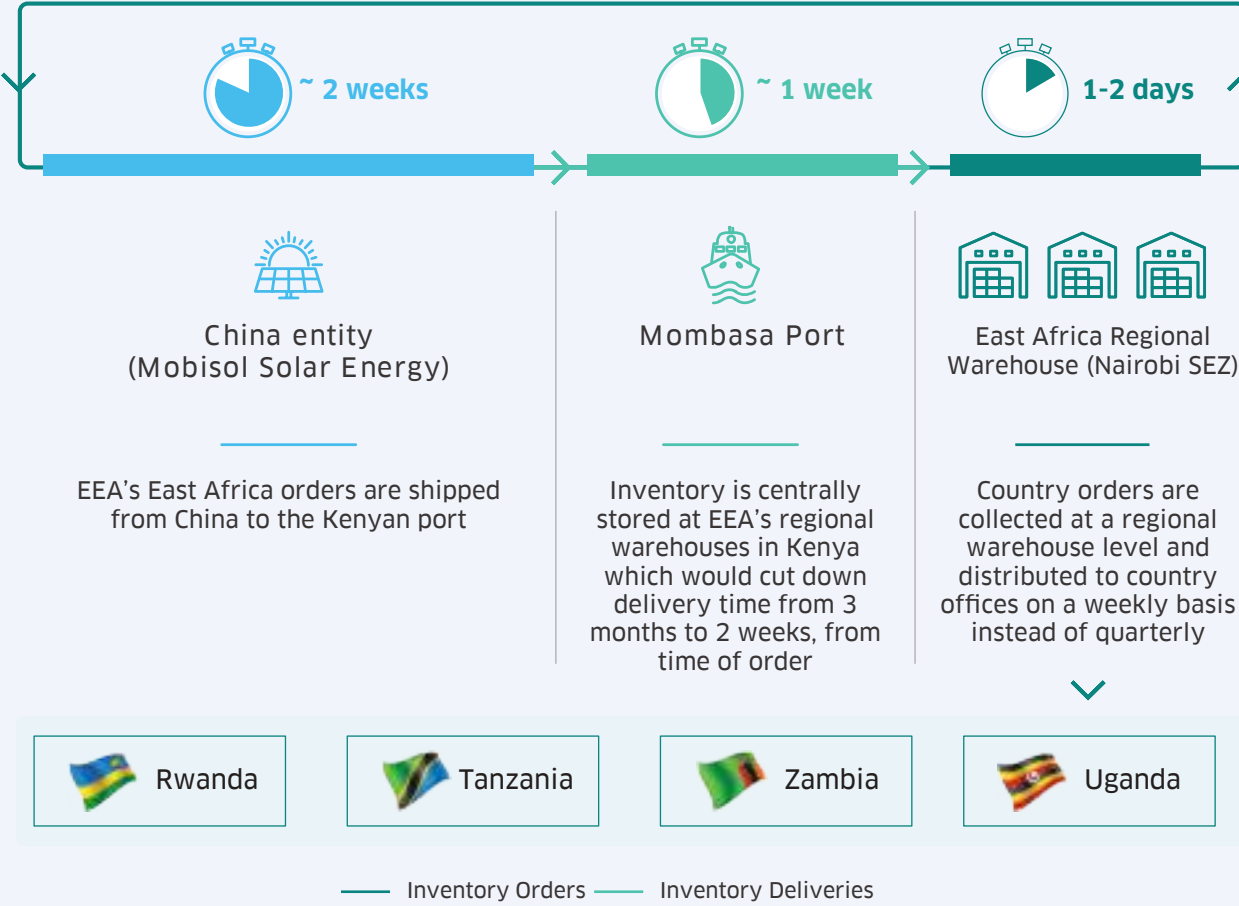 ~ 2 weeks
~ 1 week
1-2 days
China entity
(Mobisol Solar Energy)
EEA's East Africa orders are shipped
from China to the Kenyan port
Mombasa Port
Inventory is centrally
stored at EEA's regional
warehouses in Kenya
which would cut down
delivery time from 3
months to 2 weeks, from
time of order
East Africa Regional
Warehouse (Nairobi SEZ)
Country orders are
collected at a regional
warehouse level and
distributed to country
offices on a weekly basis
instead of quarterly
Rwanda
Tanzania
Zambia
Uganda
Inventory Orders
Inventory Deliveries